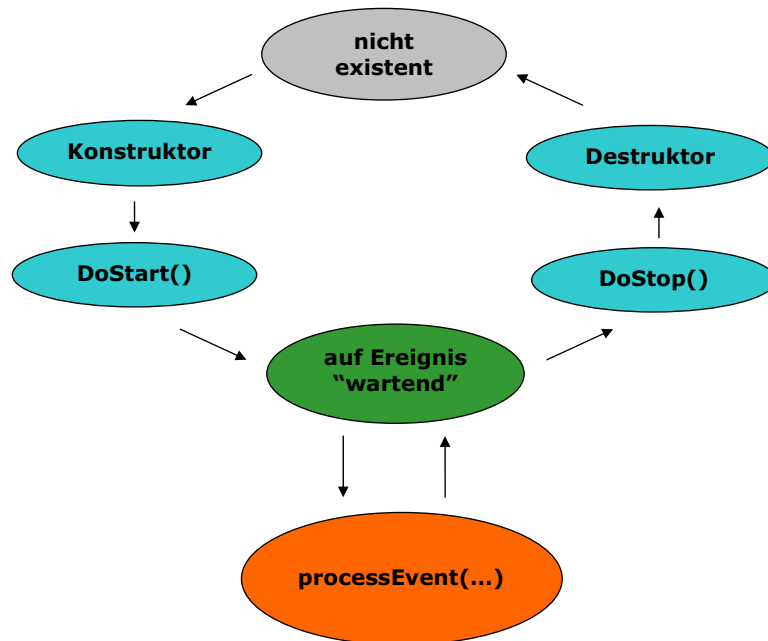 nicht
existent
Konstruktor
Destruktor
DoStart()
DoStop()
auf Ereignis
“wartend”
processEvent(...)